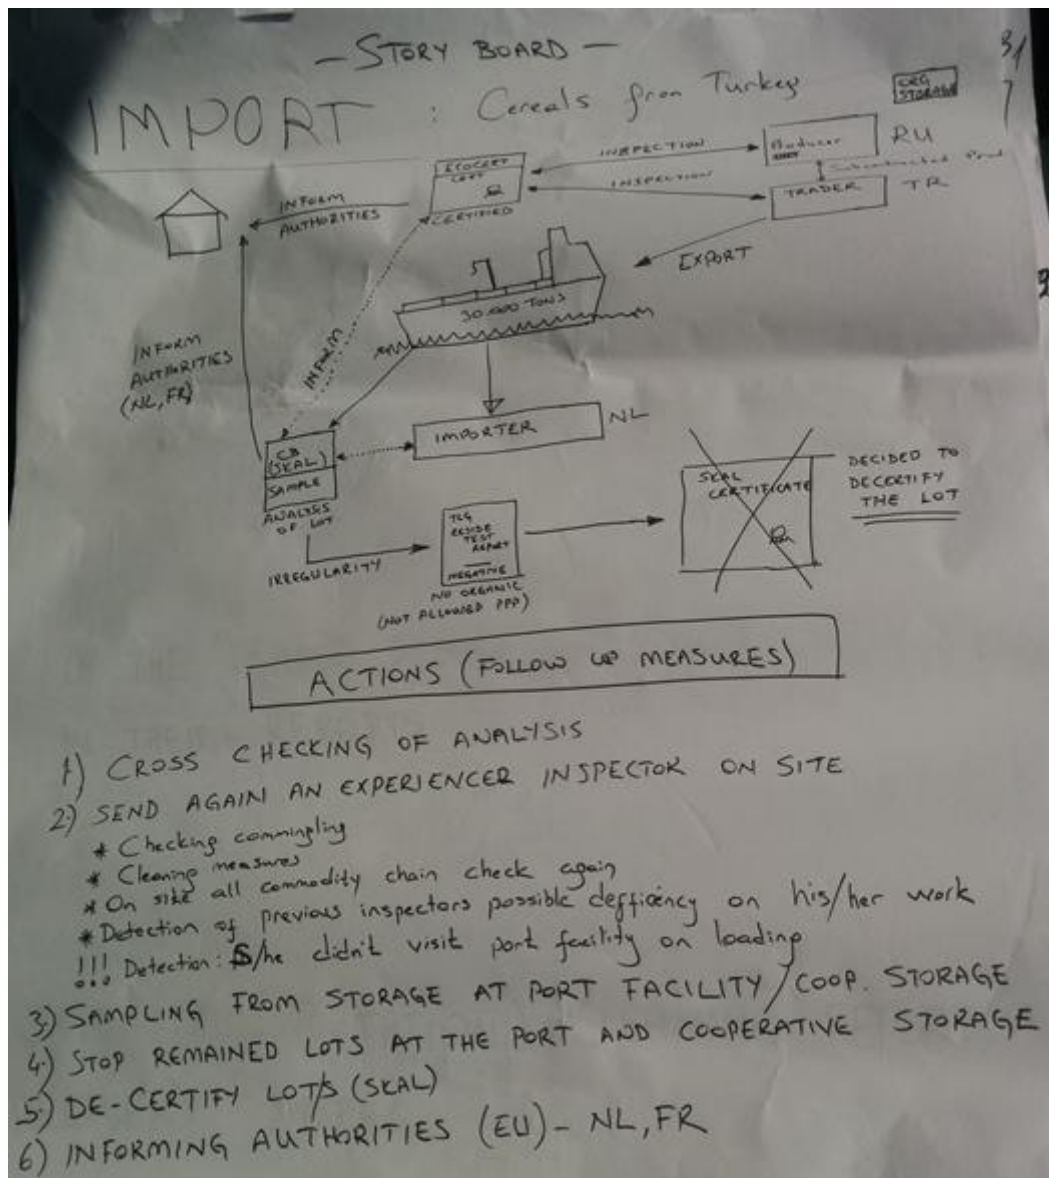 - STORY BOARD -
IMPORT : Cereals from Turkey
ORG
STORAGE
ECOCERT
CERT
CERTIFIED
INSPECTION
Producer
RU
INSPECTION
TRADER
TR
INFORM
AUTHORITIES
EXPORT
30.000 TONS
INFORM
INFORM
AUTHORITIES
(NL, FR)
IMPORTER
NL
CB
(SKAL)
SAMPLE
ANALYSIS
OF LOT
IRREGULARITY
TEST
REPORT
NEGATIVE
NO ORGANIC
(NOT ALLOWED PPP)
SKAL
CERTIFICATE
DECIDED TO
DECERTIFY
THE LOT
ACTIONS (FOLLOW UP MEASURES)
1) CROSS CHECKING OF ANALYSIS
2) SEND AGAIN AN EXPERIENCER INSPECTOR ON SITE
* Checking commingling
* Cleaning measures
* On site all commodity chain check again
* Detection of previous inspectors possible defficency on his/her work
!!! Detection: S/he didn't visit port facility on loading
3) SAMPLING FROM STORAGE AT PORT FACILITY/COOP. STORAGE
4) STOP REMAINED LOTS AT THE PORT AND COOPERATIVE STORAGE
5) DE-CERTIFY LOT/S (SKAL)
6) INFORMING AUTHORITIES (EU) - NL, FR